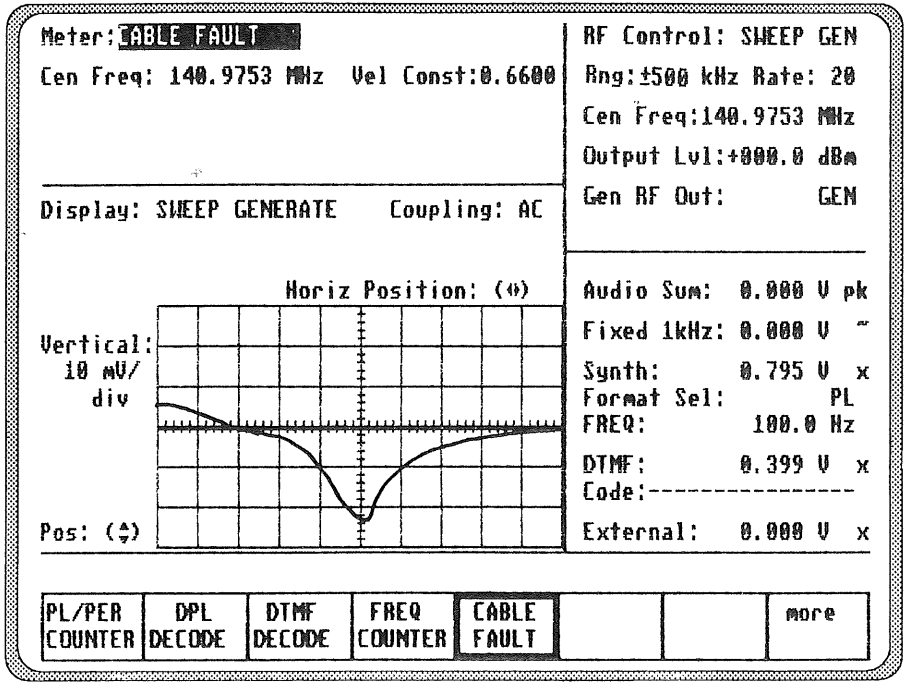 Meter:CABLE FAULT
Cen Freq: 140.9753 MHz Vel Const:0.6600
Display: SWEEP GENERATE Coupling: AC
Horiz Position: (↔)
Vertical:
10 mV/
div
Pos: (↕)
RF Control: SWEEP GEN
Rng:±500 kHz Rate: 20
Cen Freq:140.9753 MHz
Output Lvl:+000.0 dBm
Gen RF Out: GEN
Audio Sum: 0.000 V pk
Fixed 1kHz: 0.000 V ~
Synth: 0.795 V x
Format Sel: PL
FREQ: 100.0 Hz
DTMF: 0.399 V x
Code:----------------
External: 0.000 V x
PL/PER COUNTER
DPL DECODE
DTMF DECODE
FREQ COUNTER
CABLE FAULT
more